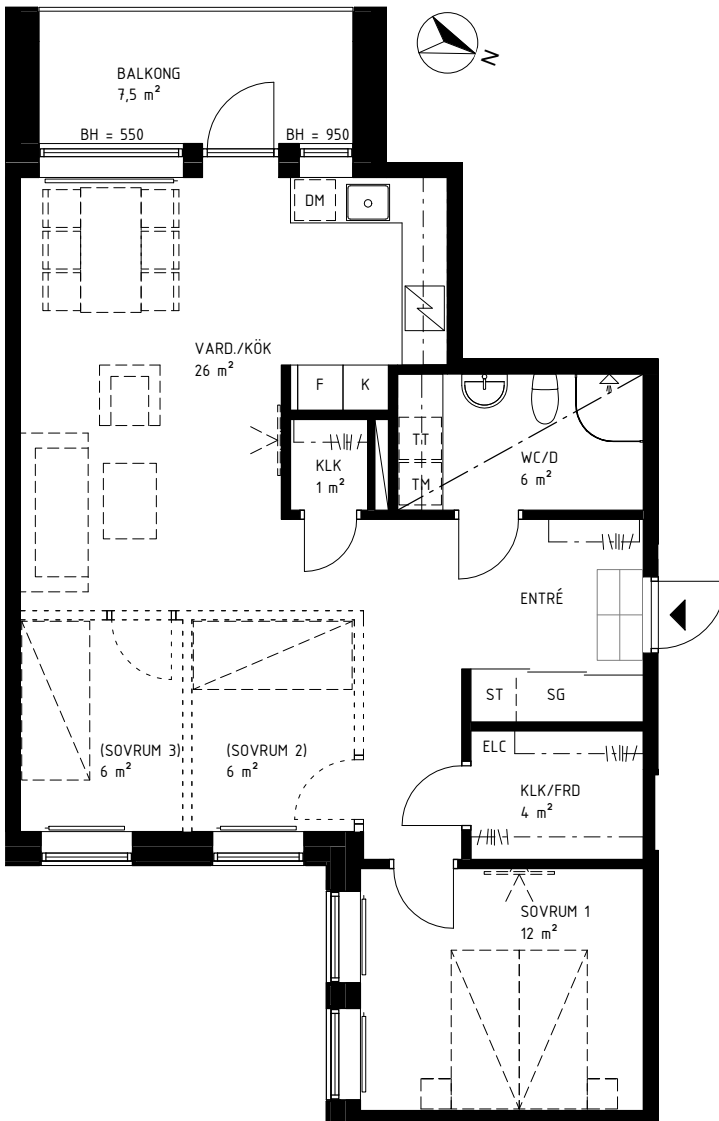 N
BALKONG
7,5 m²
BH = 550
BH = 950
DM
VARD./KÖK
26 m²
F
K
KLK
1 m²
TT
TM
WC/D
6 m²
ENTRÉ
ST
SG
ELC
(SOVRUM 3)
6 m²
(SOVRUM 2)
6 m²
KLK/FRD
4 m²
SOVRUM 1
12 m²